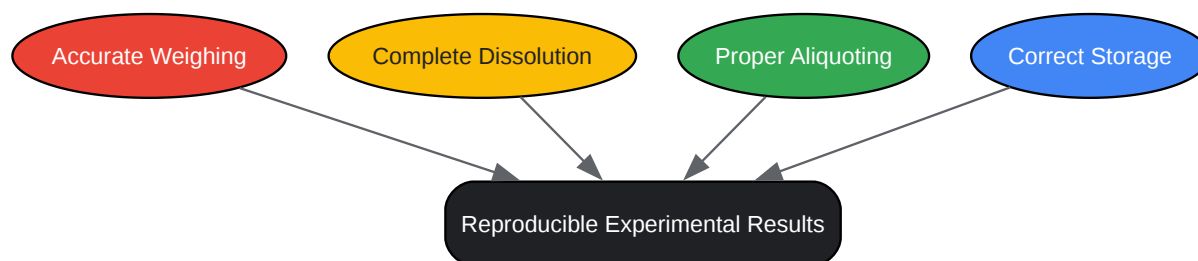 Accurate Weighing
Complete Dissolution
Proper Aliquoting
Correct Storage
Reproducible Experimental Results